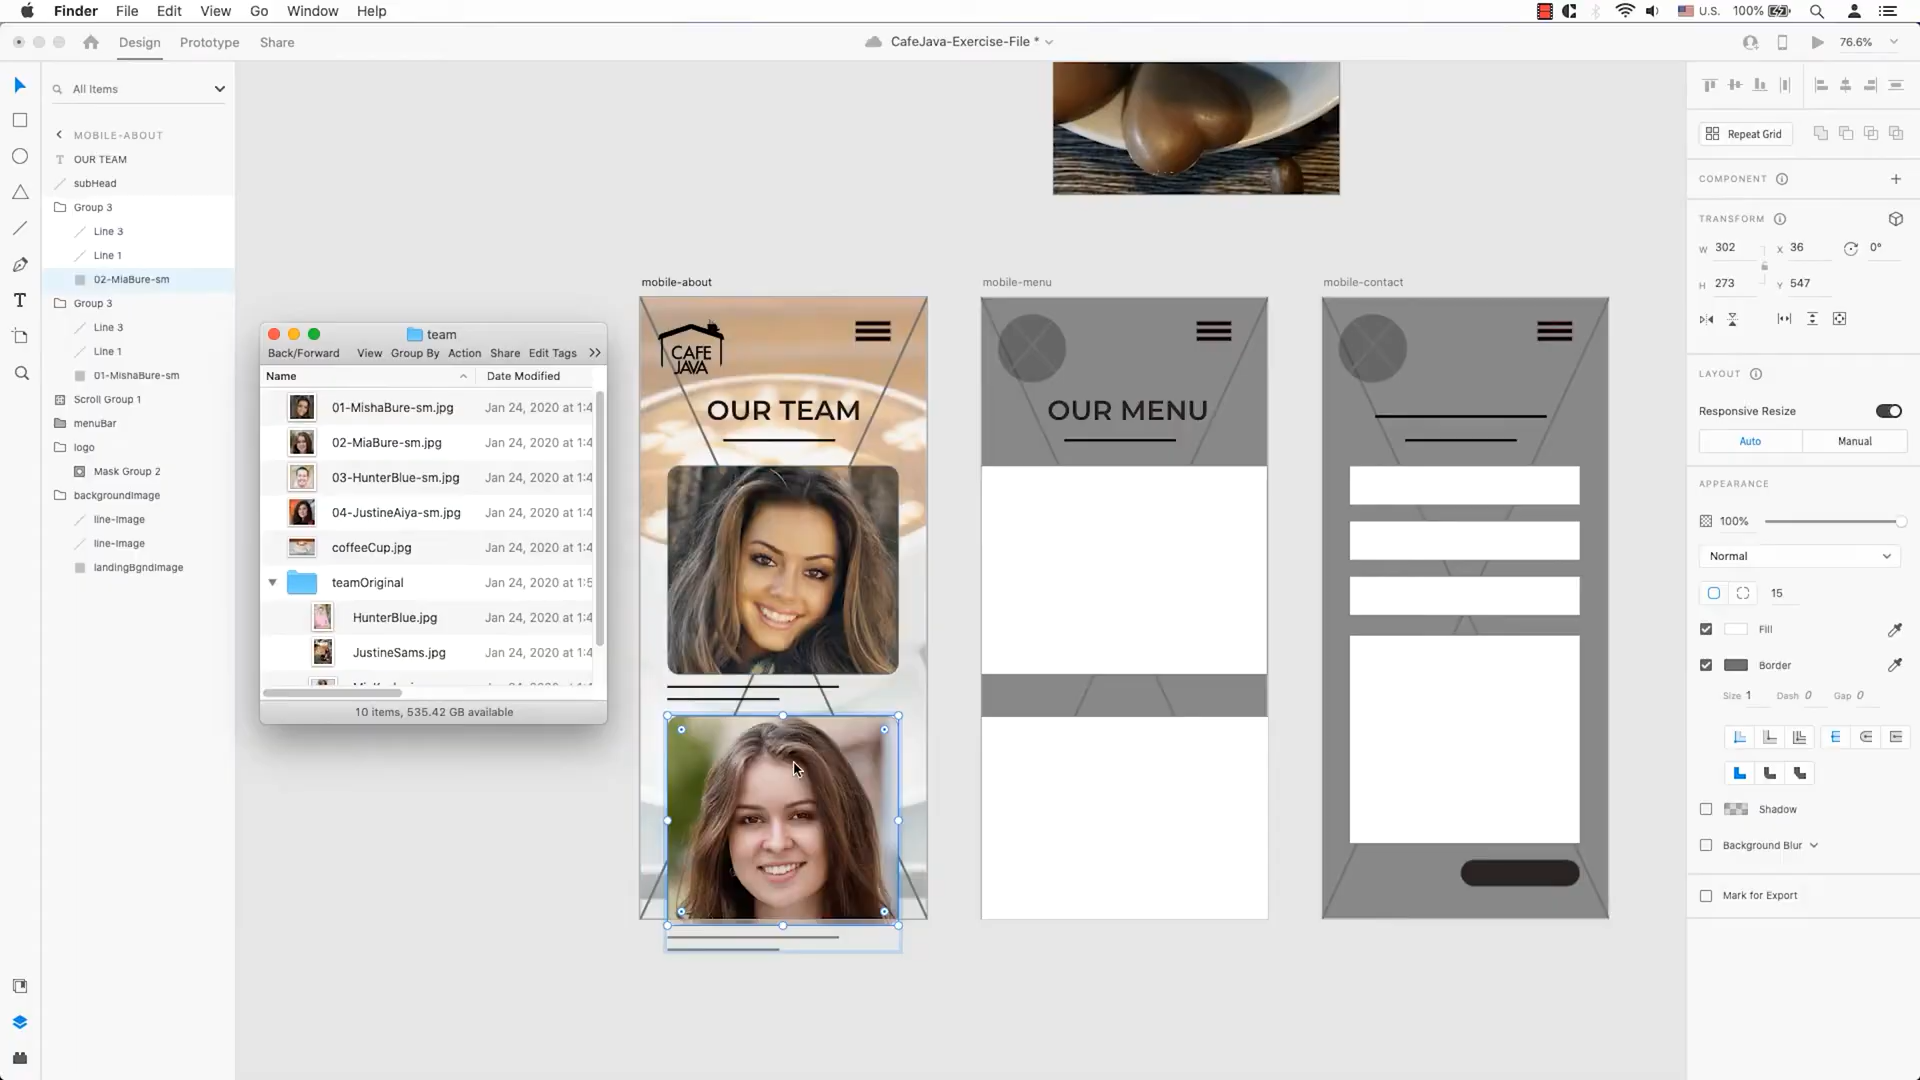 Finder File Edit View Go Window Help
U.S. 100%
Design Prototype Share
CafeJava-Exercise-File *
76.6%
All Items
MOBILE-ABOUT
OUR TEAM
subHead
Group 3
Line 3
Line 1
02-MiaBure-sm
Group 3
Line 3
Line 1
01-MishaBure-sm
Scroll Group 1
menuBar
logo
Mask Group 2
backgroundImage
line-Image
line-Image
landingBgndImage
team
Back/Forward View Group By Action Share Edit Tags
Name Date Modified
01-MishaBure-sm.jpg Jan 24, 2020 at 1:4
02-MiaBure-sm.jpg Jan 24, 2020 at 1:4
03-HunterBlue-sm.jpg Jan 24, 2020 at 1:4
04-JustineAiya-sm.jpg Jan 24, 2020 at 1:4
coffeeCup.jpg Jan 24, 2020 at 1:4
teamOriginal Jan 24, 2020 at 1:5
HunterBlue.jpg Jan 24, 2020 at 1:4
JustineSams.jpg Jan 24, 2020 at 1:4
10 items, 535.42 GB available
mobile-about
CAFE
JAVA
OUR TEAM
mobile-menu
OUR MENU
mobile-contact
Repeat Grid
COMPONENT
TRANSFORM
W 302 X 36 0°
H 273 Y 547
LAYOUT
Responsive Resize
Auto Manual
APPEARANCE
100%
Normal
15
Fill
Border
Size 1 Dash 0 Gap 0
Shadow
Background Blur
Mark for Export